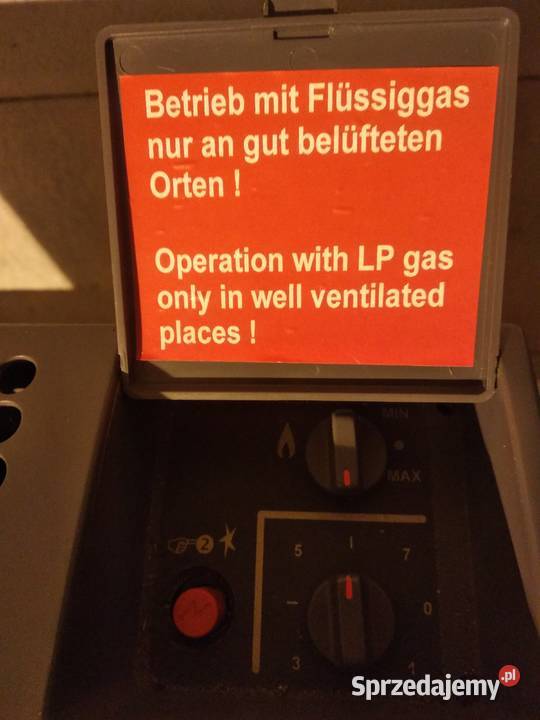 Betrieb mit Flüssiggas
nur an gut belüfteten
Orten !
Operation with LP gas
only in well ventilated
places !
MIN
MAX
2
5
7
0
3
1
Sprzedajemy.pl